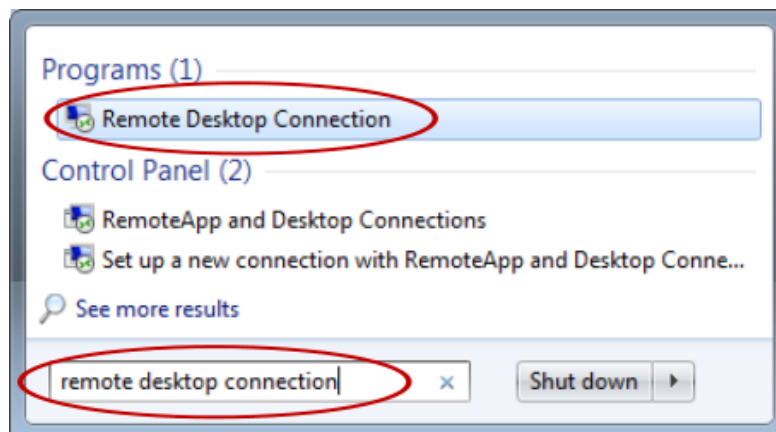 Programs (1)
Remote Desktop Connection
Control Panel (2)
RemoteApp and Desktop Connections
Set up a new connection with RemoteApp and Desktop Conne...
See more results
remote desktop connection
Shut down